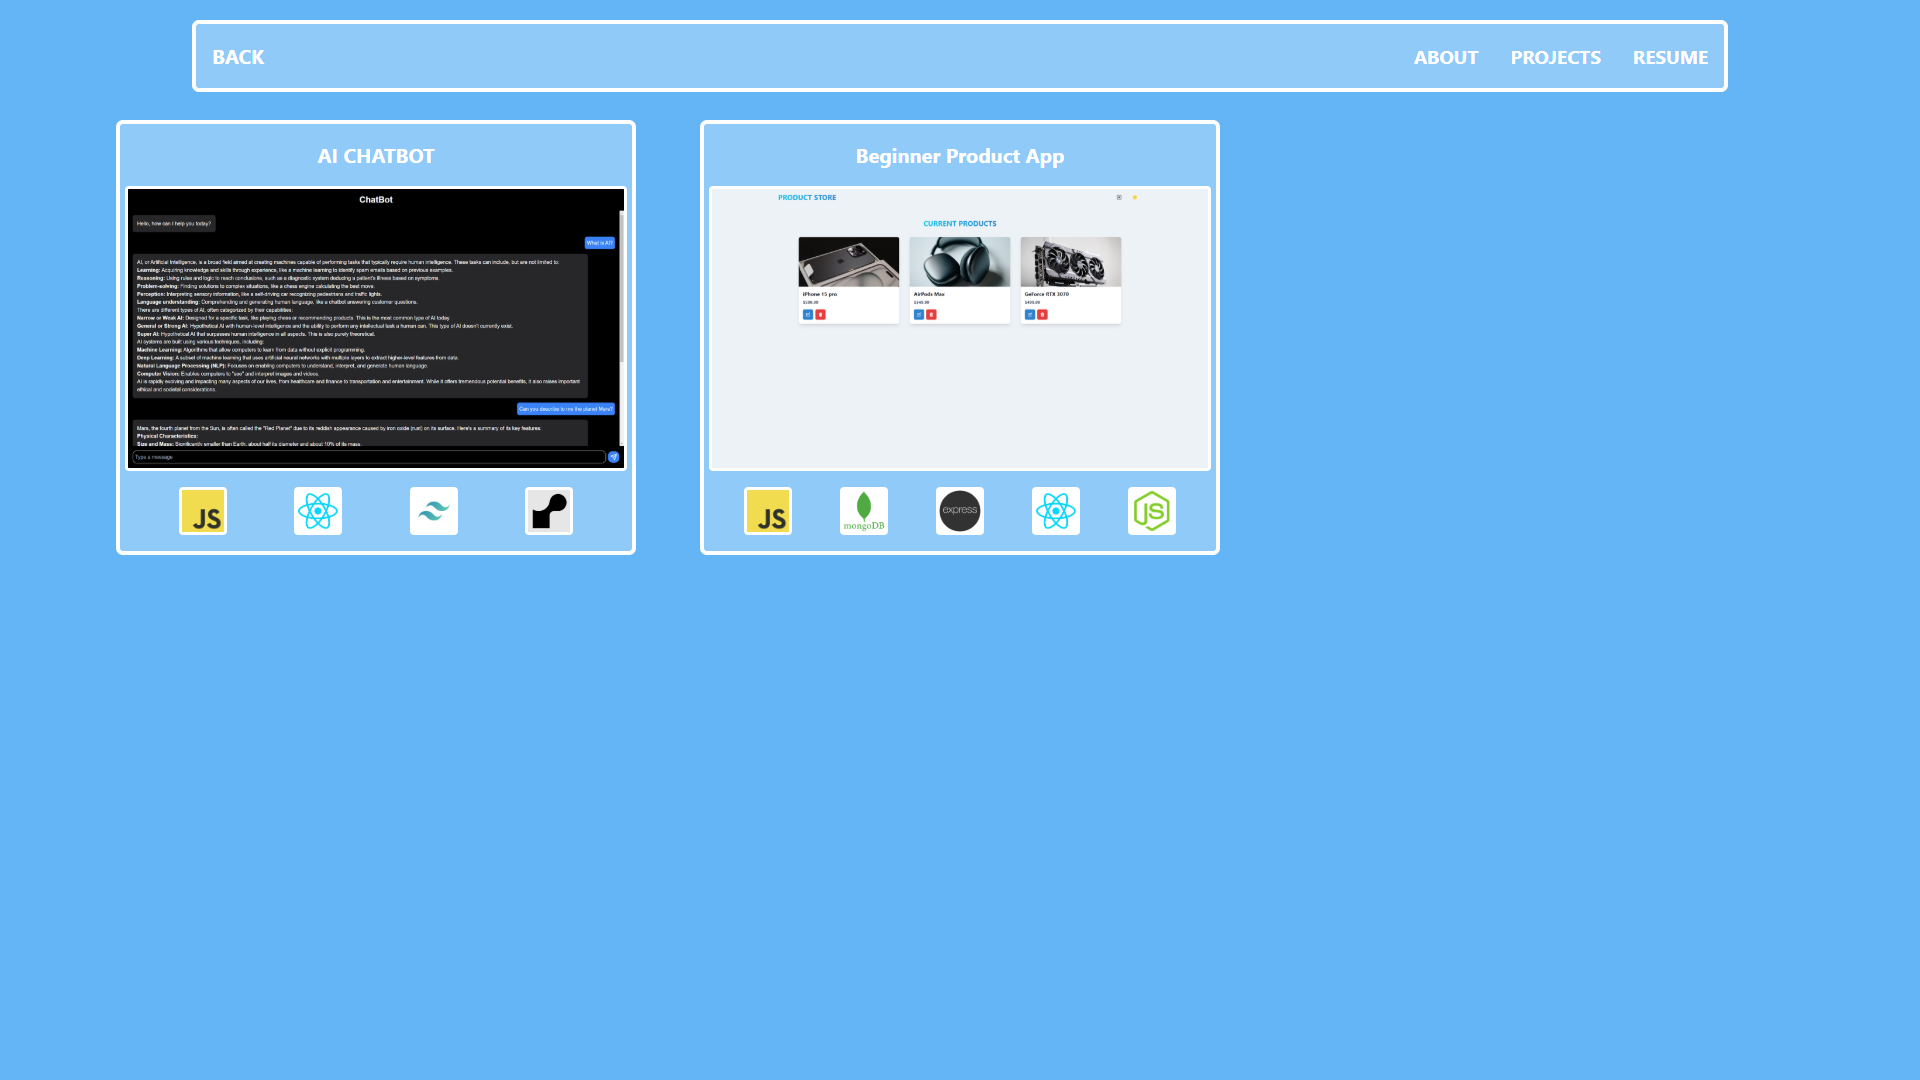 BACK
ABOUT
PROJECTS
RESUME
AI CHATBOT
ChatBot
Hello, how can I help you today?
What is AI?
AI, or Artificial Intelligence, is a broad field aimed at creating machines capable of performing tasks that typically require human intelligence. These tasks can include, but are not limited to:
Learning: Acquiring knowledge and skills through experience, like a machine learning to identify spam emails based on previous examples.
Reasoning: Using rules and logic to reach conclusions, such as a diagnostic system deducing a patient's illness based on symptoms.
Problem-solving: Finding solutions to complex situations, like a chess engine calculating the best move.
Perception: Interpreting sensory information, like a self-driving car recognizing pedestrians and traffic lights.
Language understanding: Comprehending and generating human language, like a chatbot answering customer questions.
There are different types of AI, often categorized by their capabilities:
Narrow or Weak AI: Designed for a specific task, like playing chess or recommending products. This is the most common type of AI today.
General or Strong AI: Hypothetical AI with human-level intelligence and the ability to perform any intellectual task a human can. This type of AI doesn't currently exist.
Super AI: Hypothetical AI that surpasses human intelligence in all aspects. This is also purely theoretical.
AI systems are built using various techniques, including:
Machine Learning: Algorithms that allow computers to learn from data without explicit programming.
Deep Learning: A subset of machine learning that uses artificial neural networks with multiple layers to extract higher-level features from data.
Natural Language Processing (NLP): Focuses on enabling computers to understand, interpret, and generate human language.
Computer Vision: Enables computers to "see" and interpret images and videos.
AI is rapidly evolving and impacting many aspects of our lives, from healthcare and finance to transportation and entertainment. While it offers tremendous potential benefits, it also raises important
ethical and societal considerations.
Can you describe to me the planet Mars?
Mars, the fourth planet from the Sun, is often called the "Red Planet" due to its reddish appearance caused by iron oxide (rust) on its surface. Here's a summary of its key features:
Physical Characteristics:
Size and Mass: Significantly smaller than Earth, about half its diameter and about 10% of its mass.
Type a message
JS
Beginner Product App
PRODUCT STORE
CURRENT PRODUCTS
iPhone 15 pro
AirPods Max
GeForce RTX 3070
JS
mongoDB
express
JS